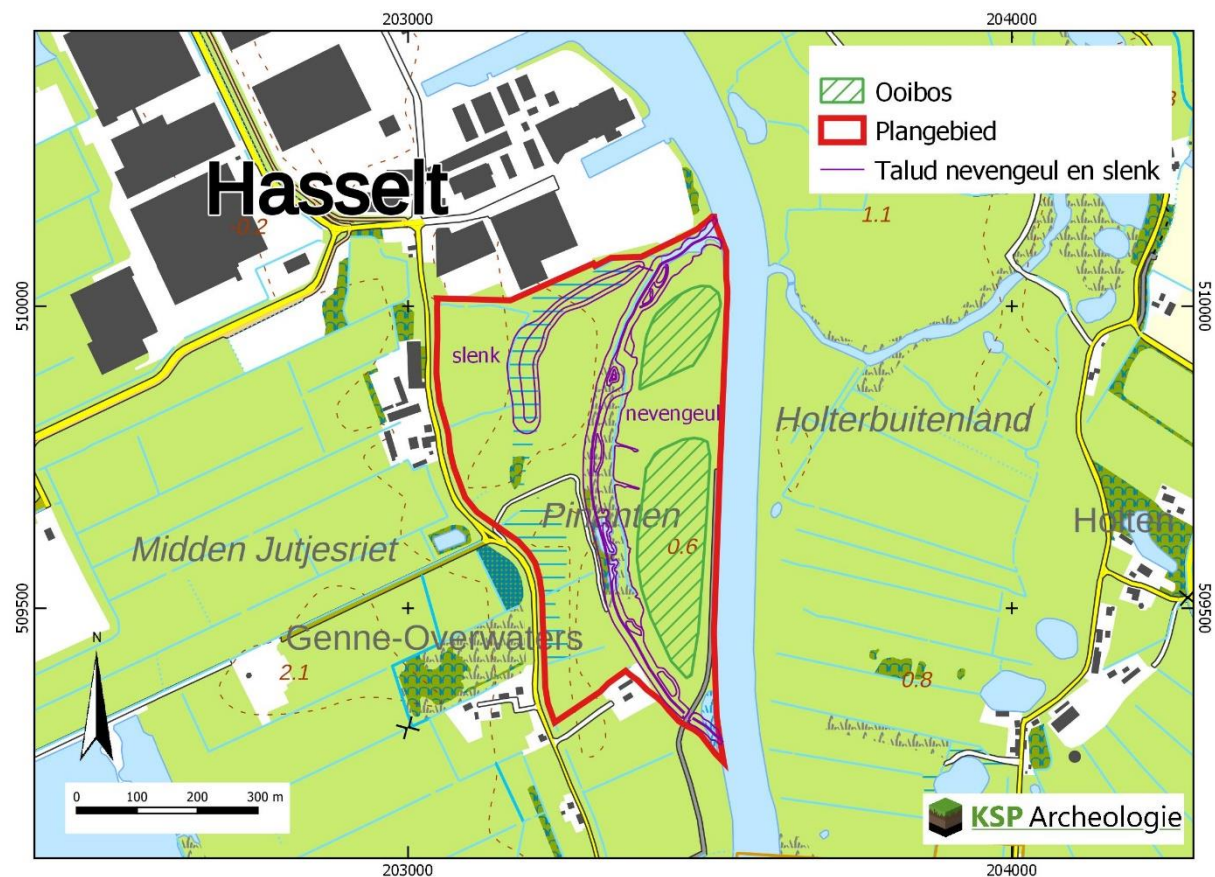 203000
204000
Ooibos
Plangebied
Talud nevengeul en slenk
Hasselt
-0.2
1.1
510000
510000
slenk
nevengeul
Holterbuitenland
Pinanten
Midden Jutjesriet
0.6
Holten
509500
509500
Genne-Overwaters
N
2.1
0.8
0 100 200 300 m
KSP Archeologie
203000
204000